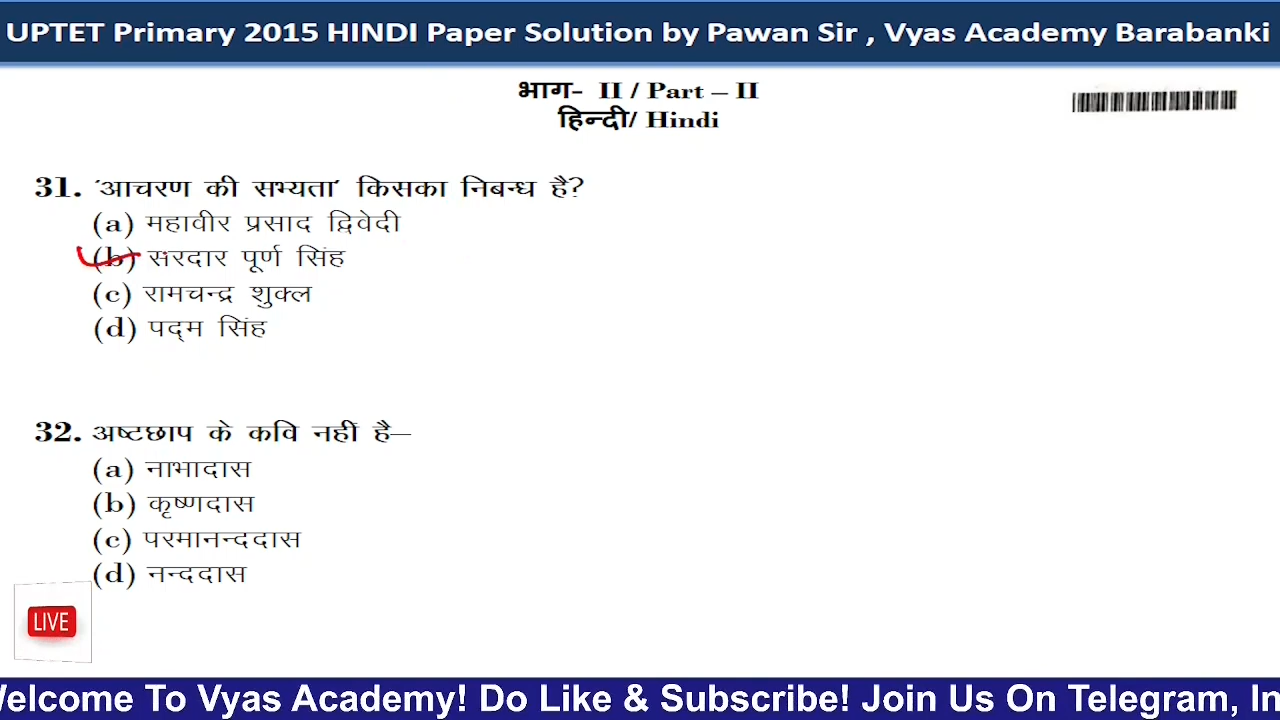 UPTET Primary 2015 HINDI Paper Solution by Pawan Sir , Vyas Academy Barabanki
भाग- II / Part – II
हिन्दी/ Hindi
31. 'आचरण की सभ्यता' किसका निबन्ध है?
(a) महावीर प्रसाद द्विवेदी
(b) सरदार पूर्ण सिंह
(c) रामचन्द्र शुक्ल
(d) पद्म सिंह
32. अष्टछाप के कवि नहीं है–
(a) नाभादास
(b) कृष्णदास
(c) परमानन्ददास
(d) नन्ददास
LIVE
Welcome To Vyas Academy! Do Like & Subscribe! Join Us On Telegram, In